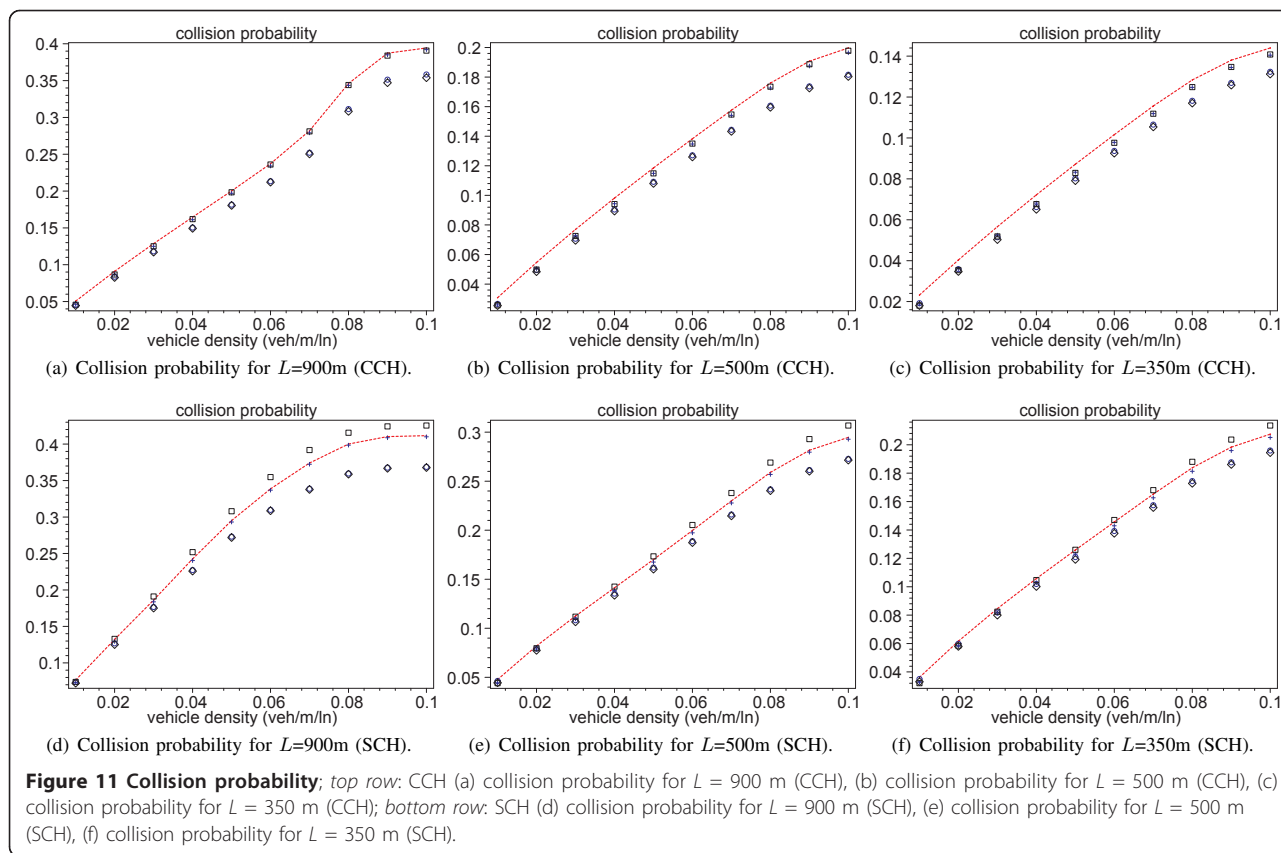 collision probability
0.4
0.35
0.3
0.25
0.2
0.15
0.1
0.05
0.02 0.04 0.06 0.08 0.1
vehicle density (veh/m/ln)
(a) Collision probability for L=900m (CCH).
collision probability
0.2
0.18
0.16
0.14
0.12
0.1
0.08
0.06
0.04
0.02 0.04 0.06 0.08 0.1
vehicle density (veh/m/ln)
(b) Collision probability for L=500m (CCH).
collision probability
0.14
0.12
0.1
0.08
0.06
0.04
0.02
0.02 0.04 0.06 0.08 0.1
vehicle density (veh/m/ln)
(c) Collision probability for L=350m (CCH).
collision probability
0.4
0.35
0.3
0.25
0.2
0.15
0.1
0.02 0.04 0.06 0.08 0.1
vehicle density (veh/m/ln)
(d) Collision probability for L=900m (SCH).
collision probability
0.3
0.25
0.2
0.15
0.1
0.05
0.02 0.04 0.06 0.08 0.1
vehicle density (veh/m/ln)
(e) Collision probability for L=500m (SCH).
collision probability
0.2
0.18
0.16
0.14
0.12
0.1
0.08
0.06
0.04
0.02 0.04 0.06 0.08 0.1
vehicle density (veh/m/ln)
(f) Collision probability for L=350m (SCH).
Figure 11 Collision probability; top row: CCH (a) collision probability for L = 900 m (CCH), (b) collision probability for L = 500 m (CCH), (c)
collision probability for L = 350 m (CCH); bottom row: SCH (d) collision probability for L = 900 m (SCH), (e) collision probability for L = 500 m
(SCH), (f) collision probability for L = 350 m (SCH).